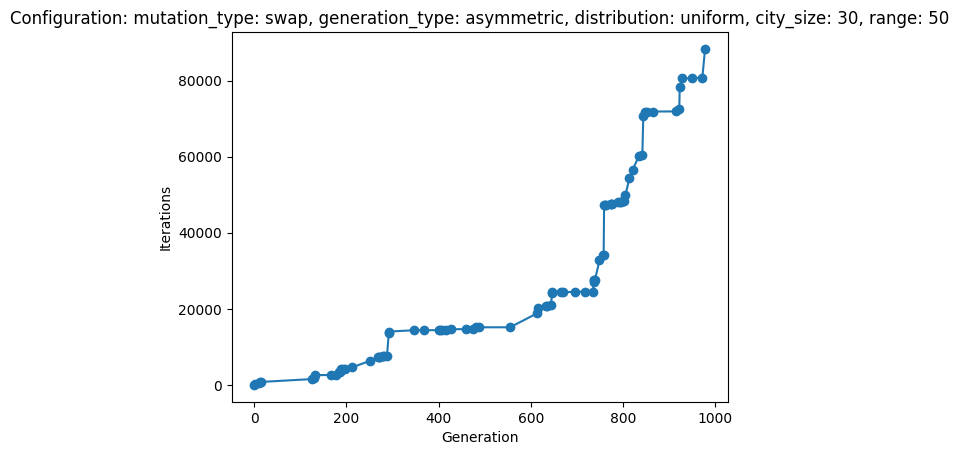 Configuration: mutation_type: swap, generation_type: asymmetric, distribution: uniform, city_size: 30, range: 50
80000
60000
40000
20000
0
Iterations
0 200 400 600 800 1000
Generation